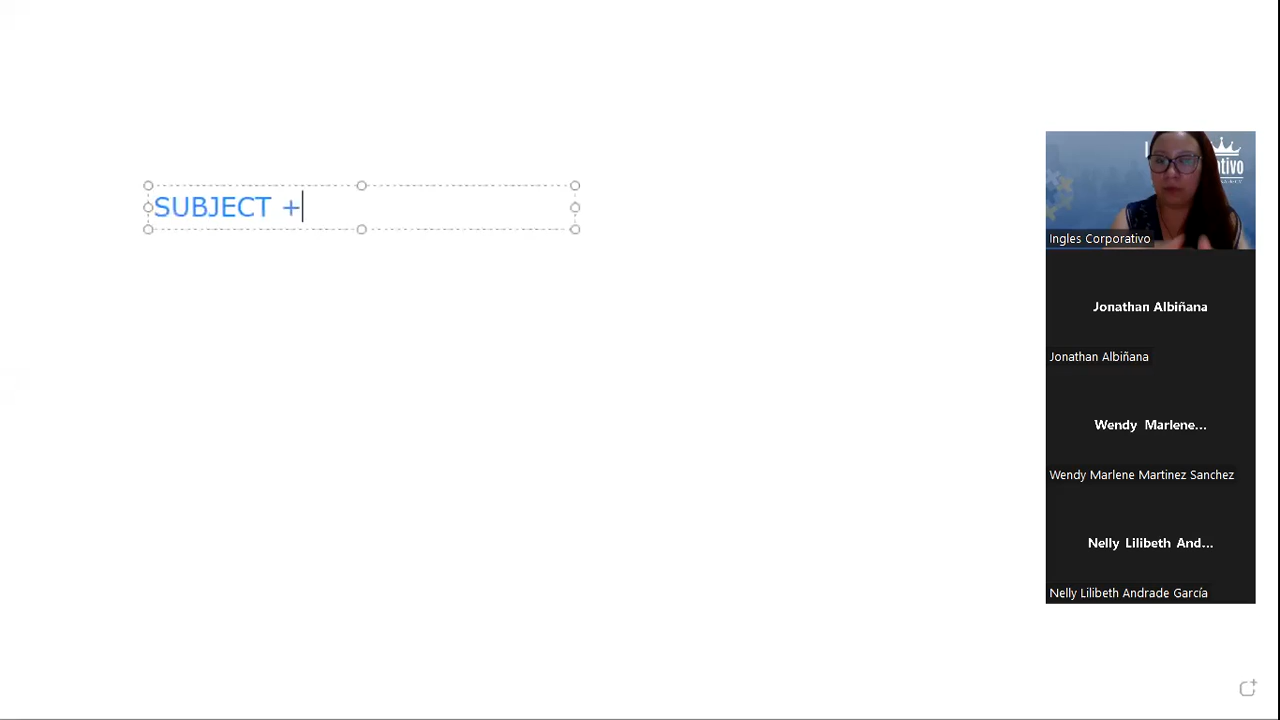 SUBJECT +
Ingles Corporativo
Jonathan Albiñana
Jonathan Albiñana
Wendy Marlene...
Wendy Marlene Martinez Sanchez
Nelly Lilibeth And...
Nelly Lilibeth Andrade García